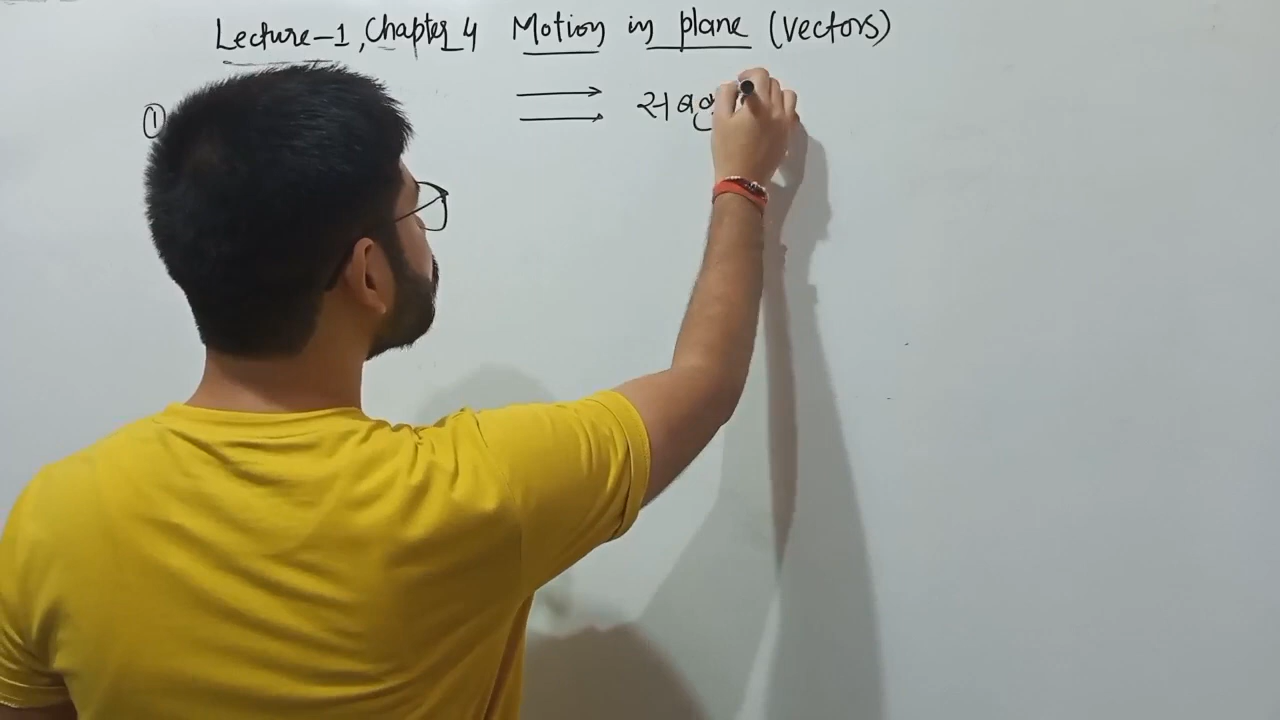 Lecture-1, Chapter 4 Motion in plane (vectors)
①